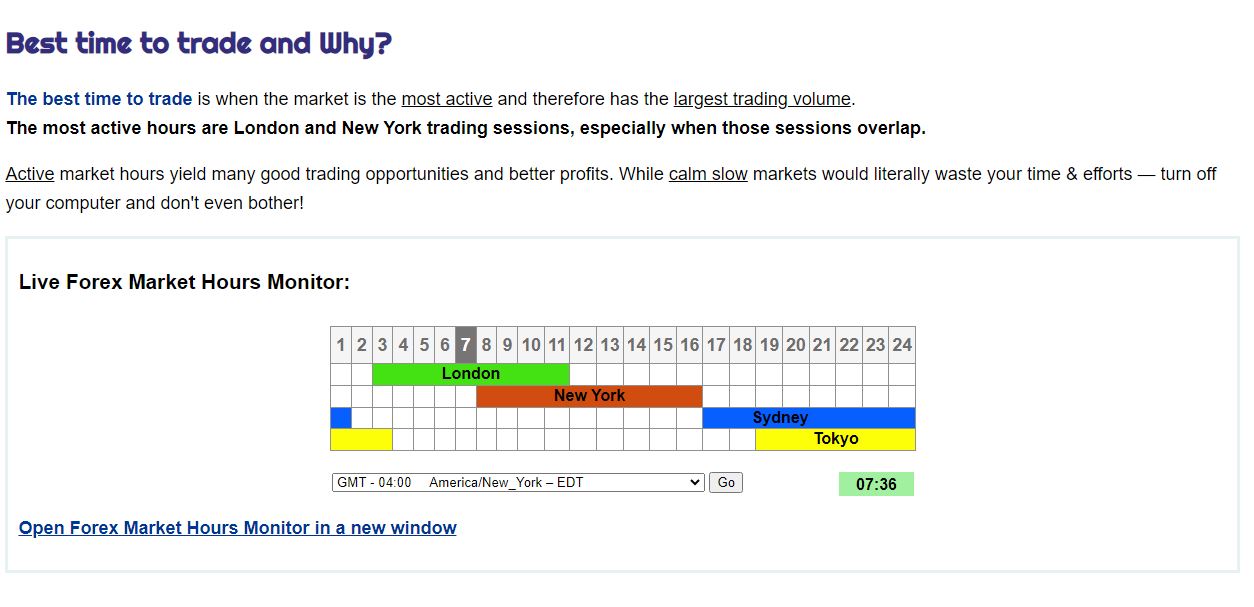 Best time to trade and Why?
The best time to trade is when the market is the most active and therefore has the largest trading volume.
The most active hours are London and New York trading sessions, especially when those sessions overlap.
Active market hours yield many good trading opportunities and better profits. While calm slow markets would literally waste your time & efforts — turn off
your computer and don't even bother!
Live Forex Market Hours Monitor:
1 2 3 4 5 6 7 8 9 10 11 12 13 14 15 16 17 18 19 20 21 22 23 24
London
New York
Sydney
Tokyo
GMT - 04:00 America/New_York – EDT Go 07:36
Open Forex Market Hours Monitor in a new window